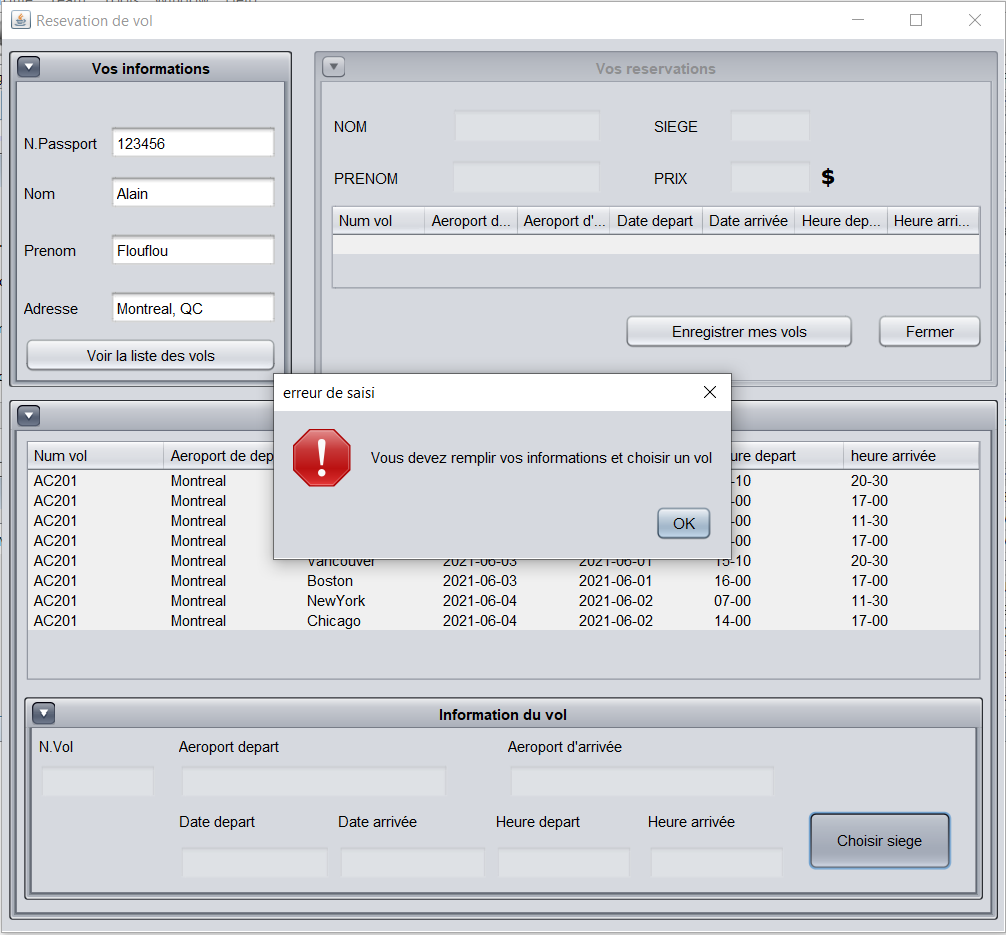 Resevation de vol
Vos informations
N.Passport 123456
Nom Alain
Prenom Flouflou
Adresse Montreal, QC
Voir la liste des vols
Vos reservations
NOM SIEGE
PRENOM PRIX $
Num vol Aeroport d... Aeroport d'... Date depart Date arrivée Heure dep... Heure arri...
Enregistrer mes vols Fermer
erreur de saisi
Vous devez remplir vos informations et choisir un vol
OK
Num vol Aeroport de dep ure depart heure arrivée
AC201 Montreal -10 20-30
AC201 Montreal -00 17-00
AC201 Montreal -00 11-30
AC201 Montreal -00 17-00
AC201 Montreal Vancouver 2021-06-03 2021-06-01 15-10 20-30
AC201 Montreal Boston 2021-06-03 2021-06-01 16-00 17-00
AC201 Montreal NewYork 2021-06-04 2021-06-02 07-00 11-30
AC201 Montreal Chicago 2021-06-04 2021-06-02 14-00 17-00
Information du vol
N.Vol Aeroport depart Aeroport d'arrivée
Date depart Date arrivée Heure depart Heure arrivée
Choisir siege